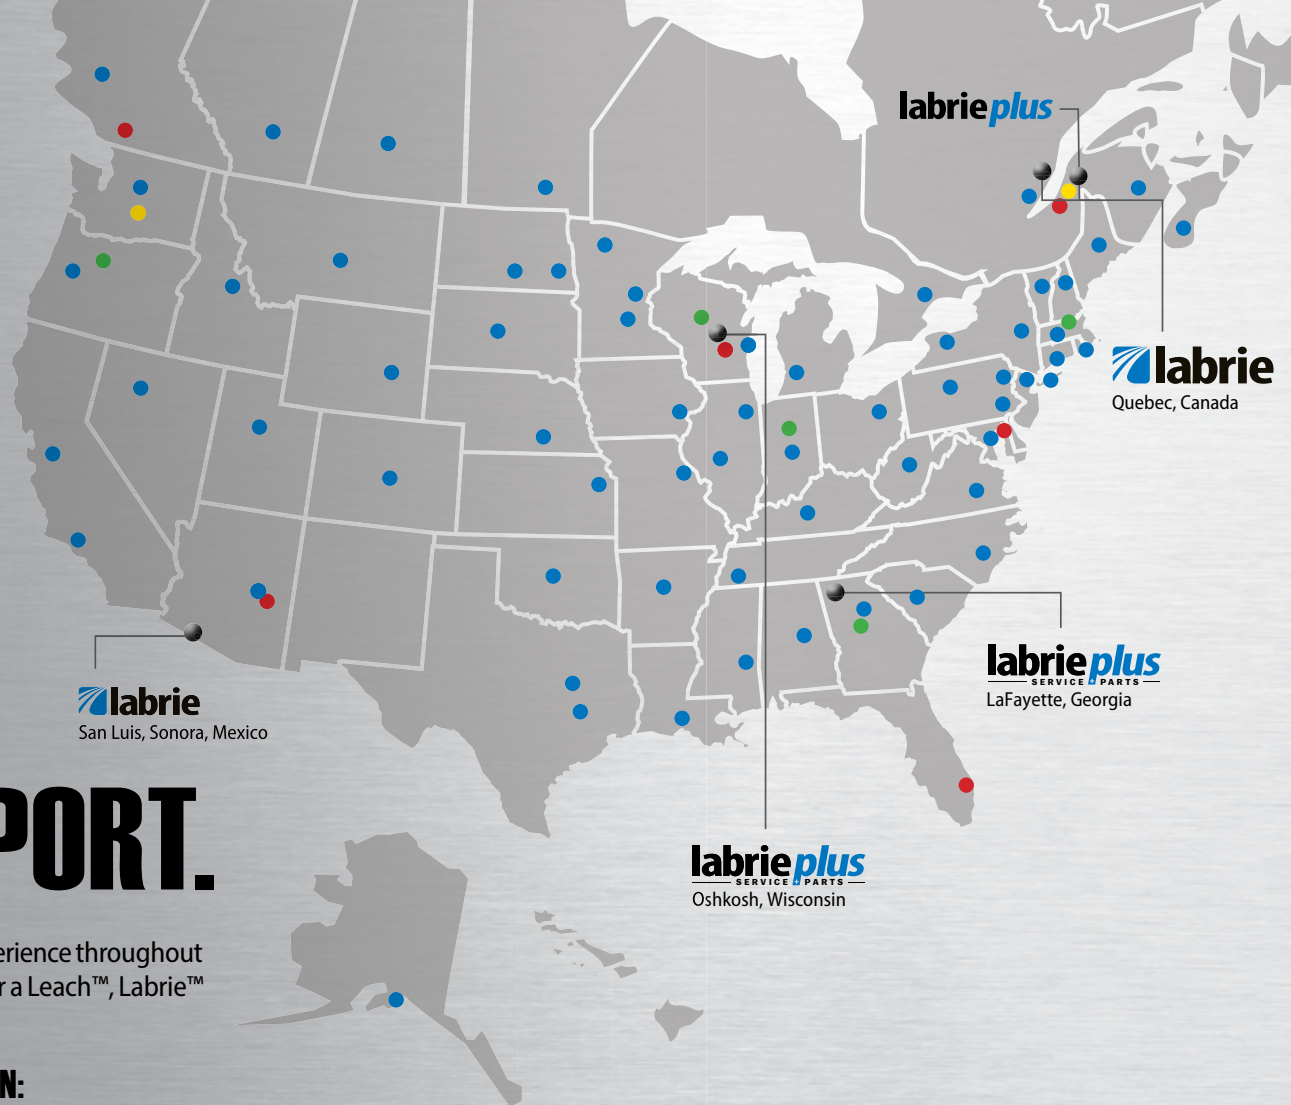 labrie plus
labrie
Quebec, Canada
labrie plus
SERVICE + PARTS
LaFayette, Georgia
labrie
San Luis, Sonora, Mexico
PORT.
labrie plus
SERVICE + PARTS
Oshkosh, Wisconsin
erience throughout
r a Leach™, Labrie™
N: